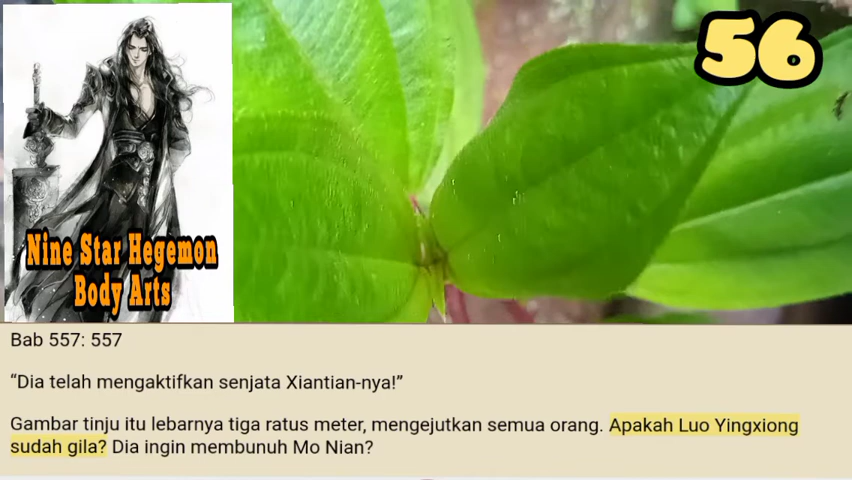 56
Nine Star Hegemon
Body Arts
Bab 557: 557
“Dia telah mengaktifkan senjata Xiantian-nya!”
Gambar tinju itu lebarnya tiga ratus meter, mengejutkan semua orang. Apakah Luo Yingxiong
sudah gila? Dia ingin membunuh Mo Nian?